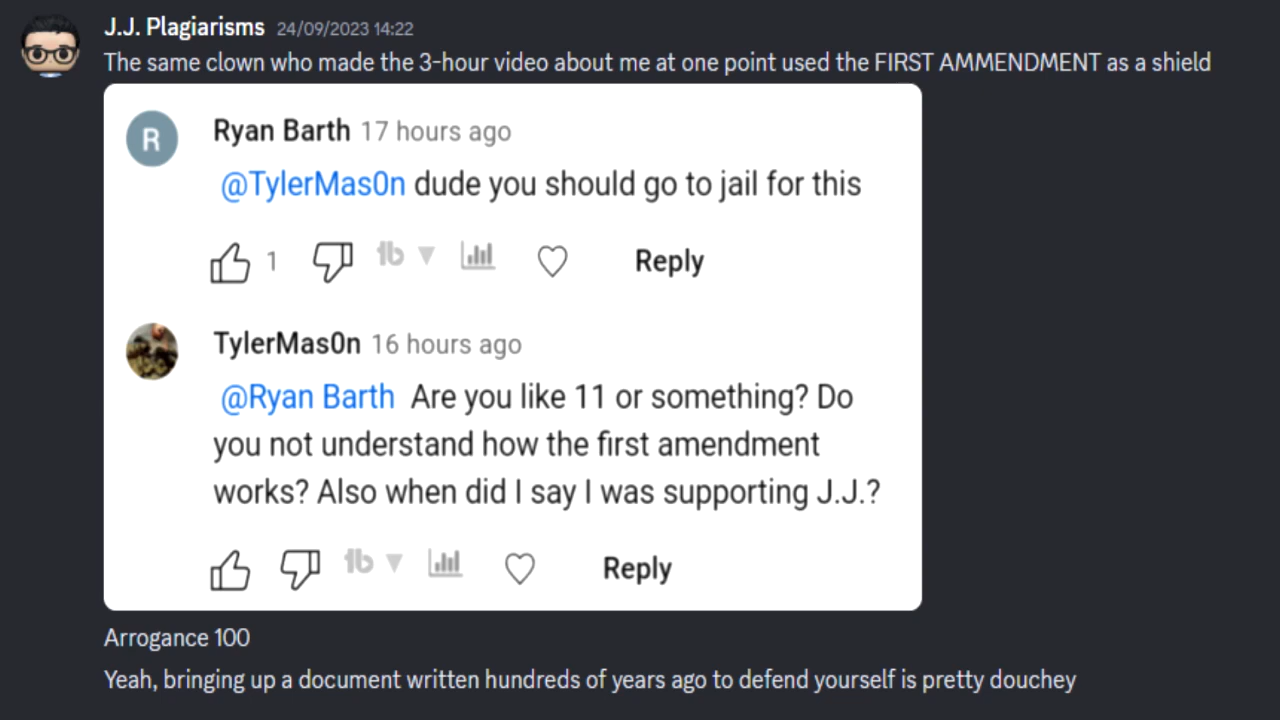 J.J. Plagiarisms 24/09/2023 14:22
The same clown who made the 3-hour video about me at one point used the FIRST AMMENDMENT as a shield
R
Ryan Barth 17 hours ago
@TylerMas0n dude you should go to jail for this
1 tb Reply
TylerMas0n 16 hours ago
@Ryan Barth Are you like 11 or something? Do
you not understand how the first amendment
works? Also when did I say I was supporting J.J.?
tb Reply
Arrogance 100
Yeah, bringing up a document written hundreds of years ago to defend yourself is pretty douchey